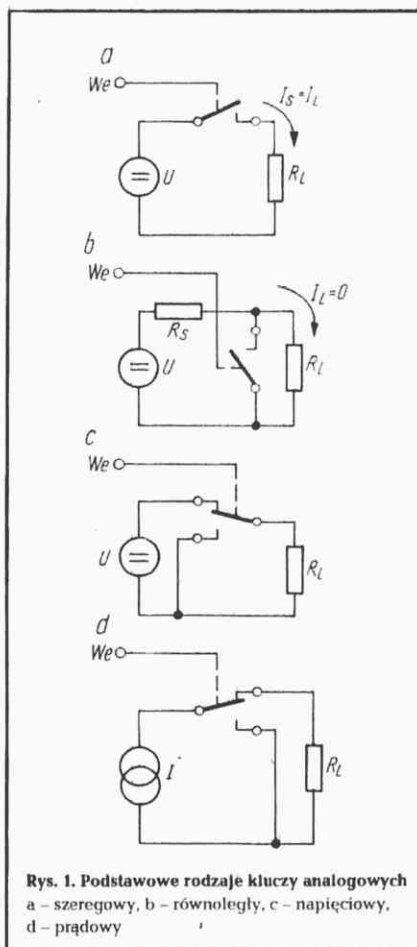 a
We
I_S=I_L
U
R_L
b
We
I_L=0
R_S
U
R_L
c
We
U
R_L
d
We
I
R_L
Rys. 1. Podstawowe rodzaje kluczy analogowych
a – szeregowy, b – równoległy, c – napięciowy,
d – prądowy